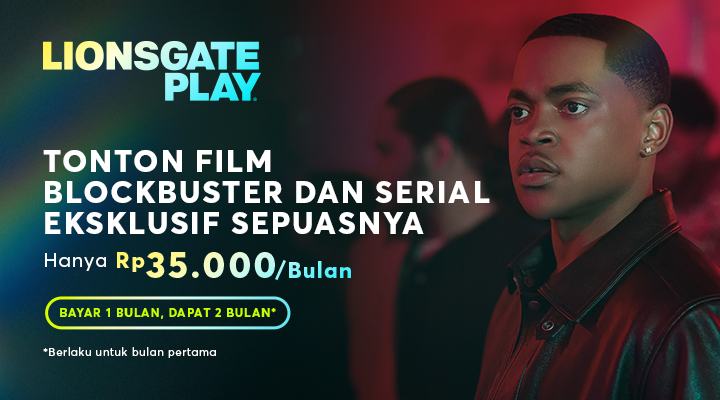 LIONSGATE
PLAY
TONTON FILM
BLOCKBUSTER DAN SERIAL
EKSKLUSIF SEPUASNYA
Hanya Rp35.000/Bulan
BAYAR 1 BULAN, DAPAT 2 BULAN*
*Berlaku untuk bulan pertama